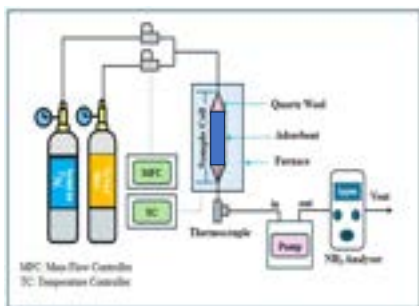 Quartz Wool
Sample Cell
Adsorbent
MFC
Furnace
TC
Thermocouple
in
out
Vent
Pump
NH₃ Analyser
MFC: Mass Flow Controller
TC: Temperature Controller